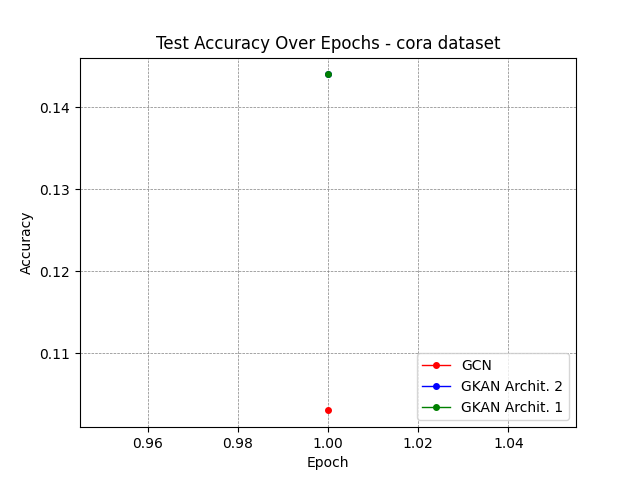 Test Accuracy Over Epochs - cora dataset
0.14
0.13
0.12
0.11
Accuracy
GCN
GKAN Archit. 2
GKAN Archit. 1
0.96
0.98
1.00
1.02
1.04
Epoch